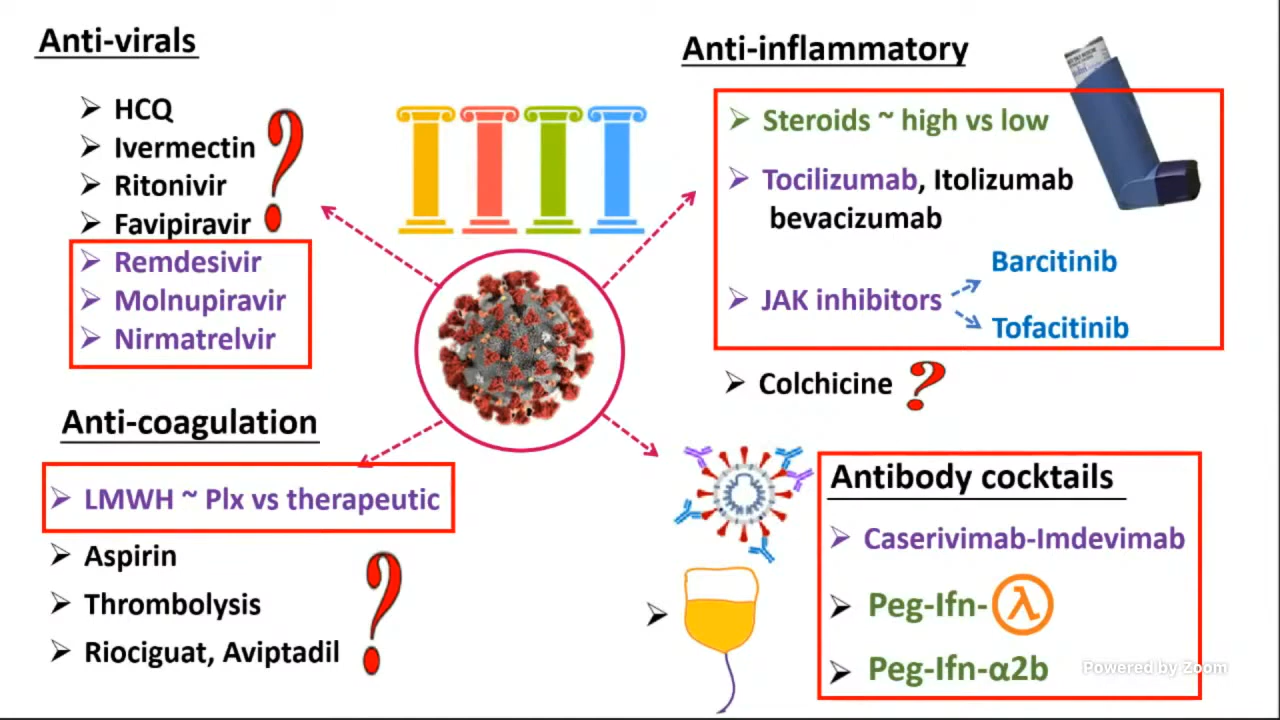 Anti-virals
HCQ
Ivermectin
Ritonivir
Favipiravir
Remdesivir
Molnupiravir
Nirmatrelvir
Anti-coagulation
LMWH ~ Plx vs therapeutic
Aspirin
Thrombolysis
Riociguat, Aviptadil
?
?
Anti-inflammatory
Steroids ~ high vs low
Tocilizumab, Itolizumab
bevacizumab
JAK inhibitors
Barcitinib
Tofacitinib
Colchicine ?
Antibody cocktails
Caserivimab-Imdevimab
Peg-Ifn-λ
Peg-Ifn-α2b
Powered by Zoom